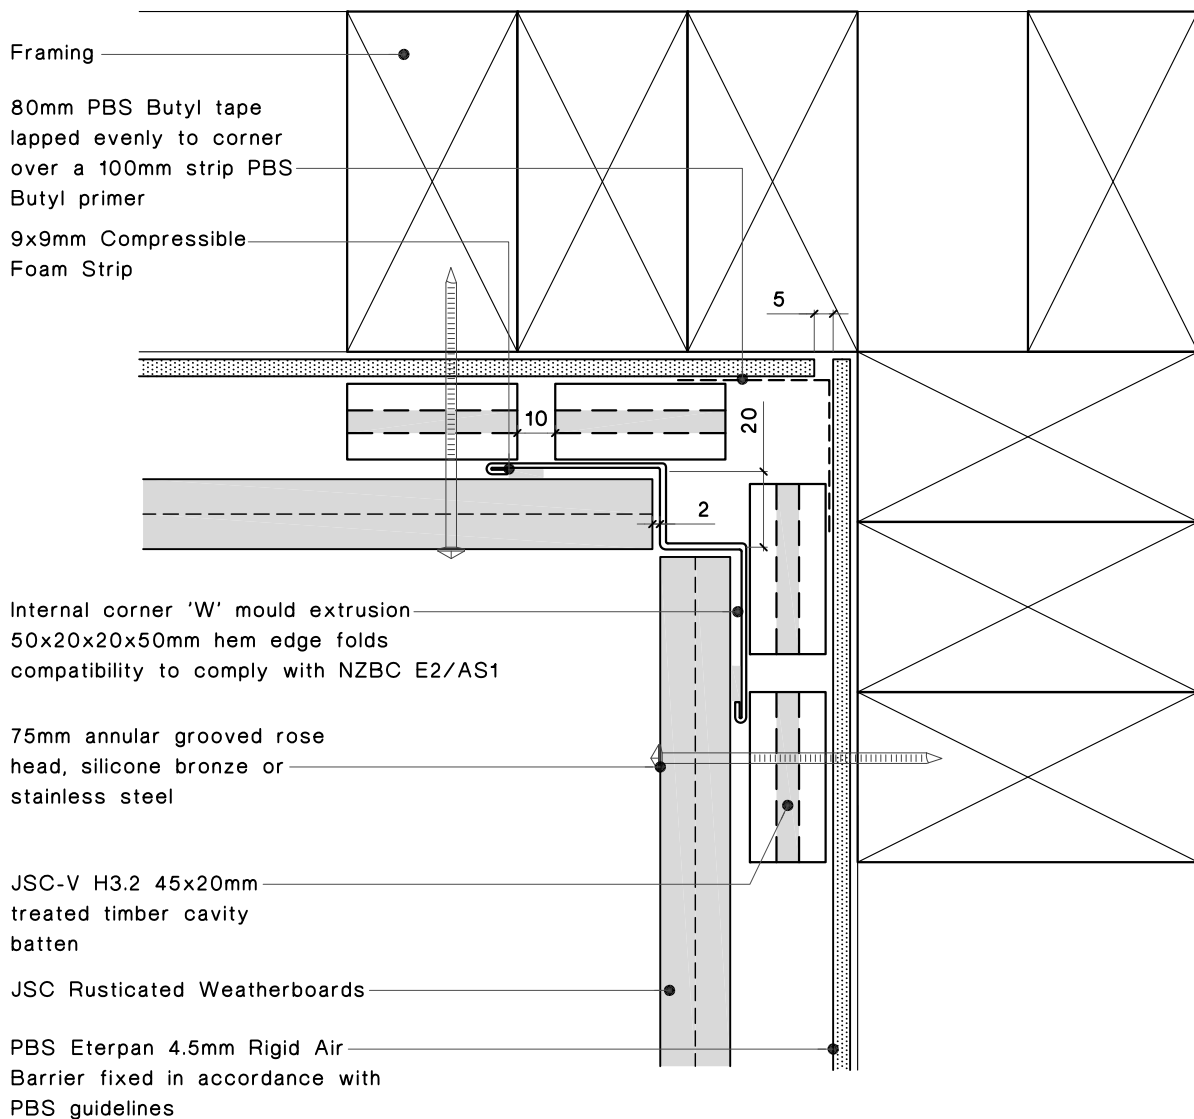 Framing
80mm PBS Butyl tape
lapped evenly to corner
over a 100mm strip PBS
Butyl primer
9x9mm Compressible
Foam Strip
5
10
20
2
Internal corner 'W' mould extrusion
50x20x20x50mm hem edge folds
compatibility to comply with NZBC E2/AS1
75mm annular grooved rose
head, silicone bronze or
stainless steel
JSC-V H3.2 45x20mm
treated timber cavity
batten
JSC Rusticated Weatherboards
PBS Eterpan 4.5mm Rigid Air
Barrier fixed in accordance with
PBS guidelines